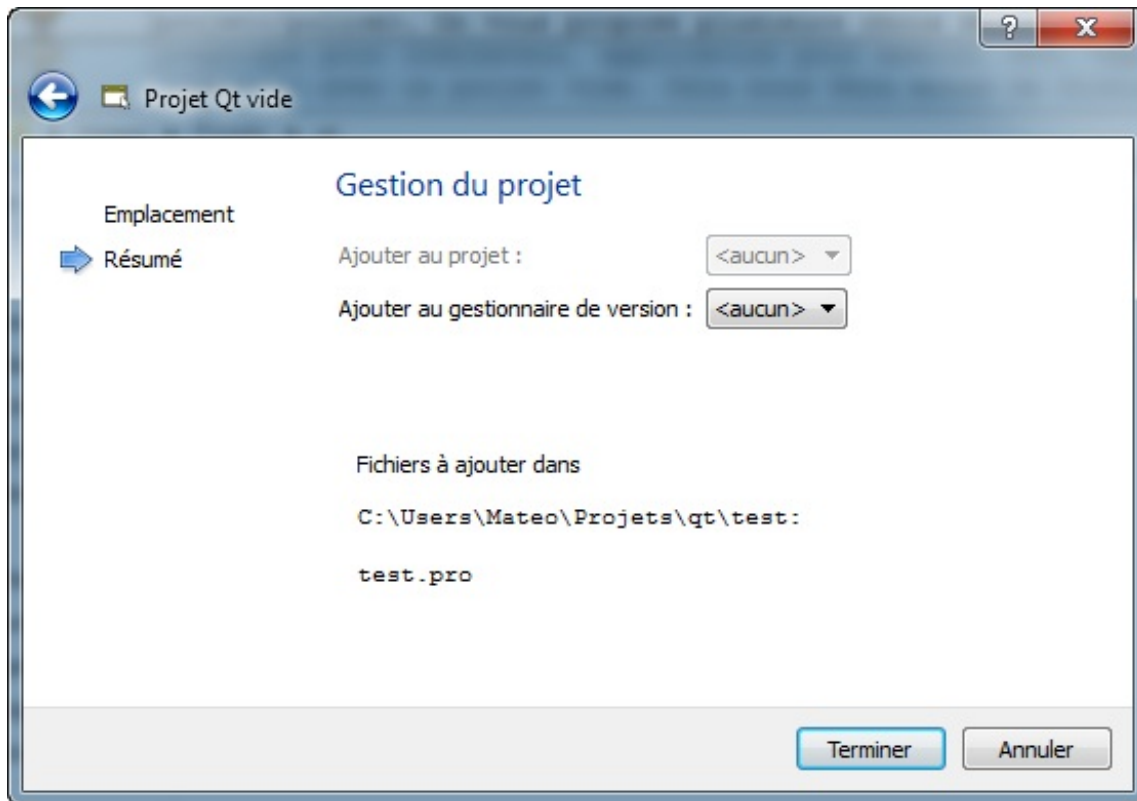 Projet Qt vide
Gestion du projet
Emplacement
Résumé
Ajouter au projet : <aucun>
Ajouter au gestionnaire de version : <aucun>
Fichiers à ajouter dans
C:\Users\Mateo\Projets\qt\test:
test.pro
Terminer Annuler